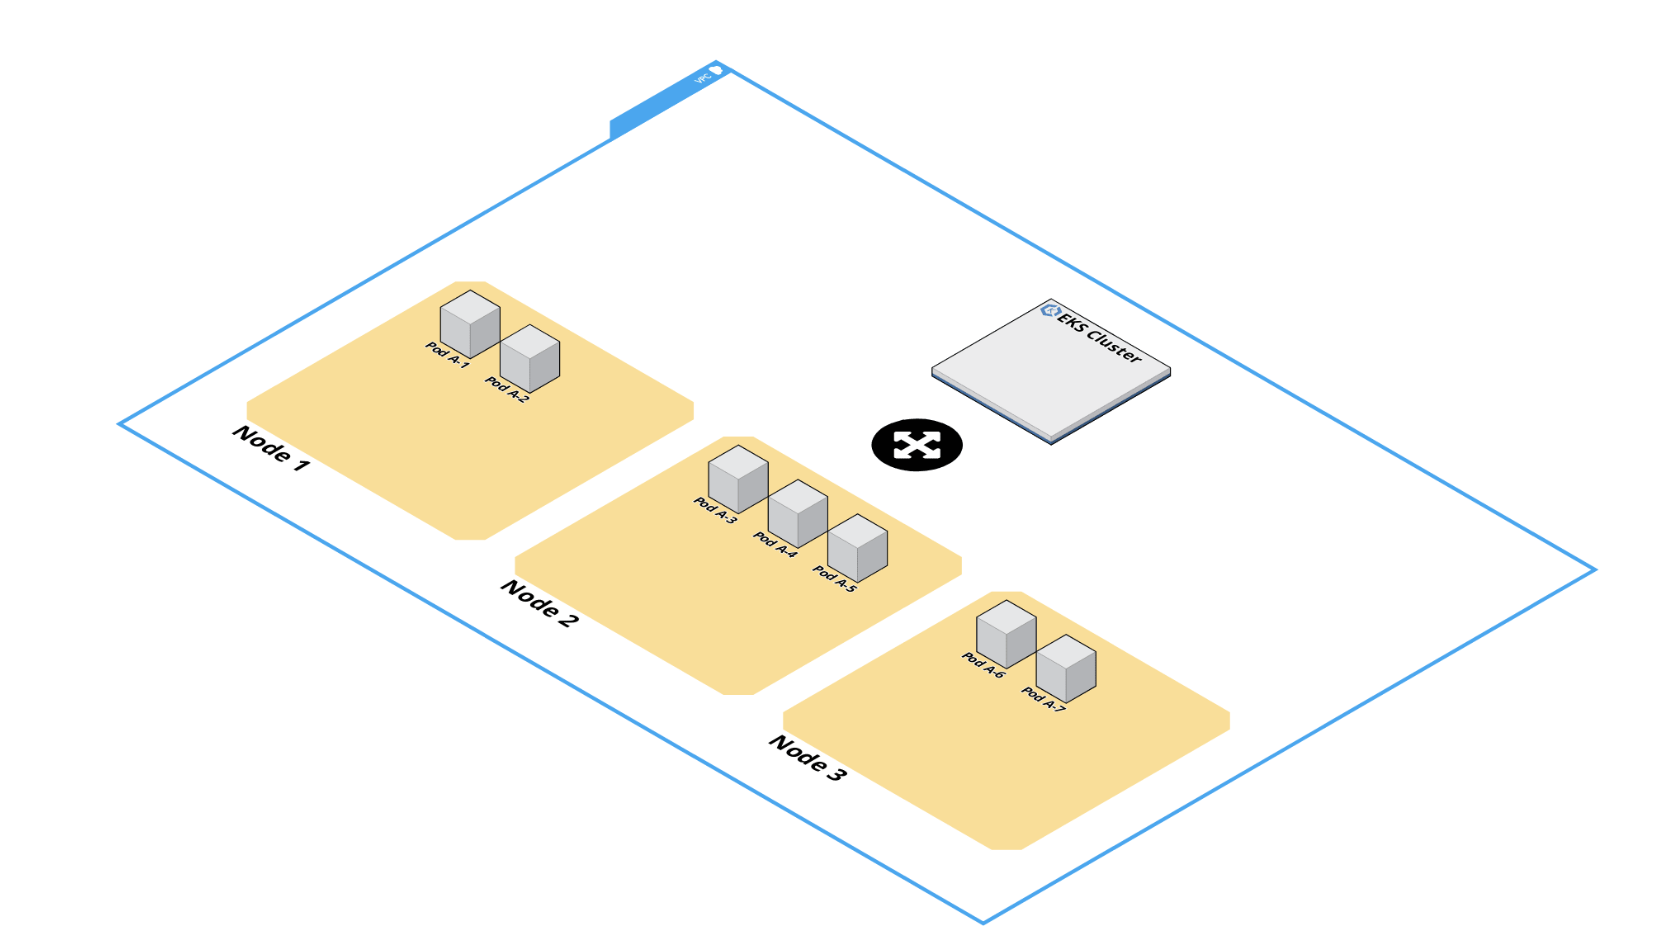 VPC
EKS Cluster
Pod A-1
Pod A-2
Node 1
Pod A-3
Pod A-4
Pod A-5
Node 2
Pod A-6
Pod A-7
Node 3